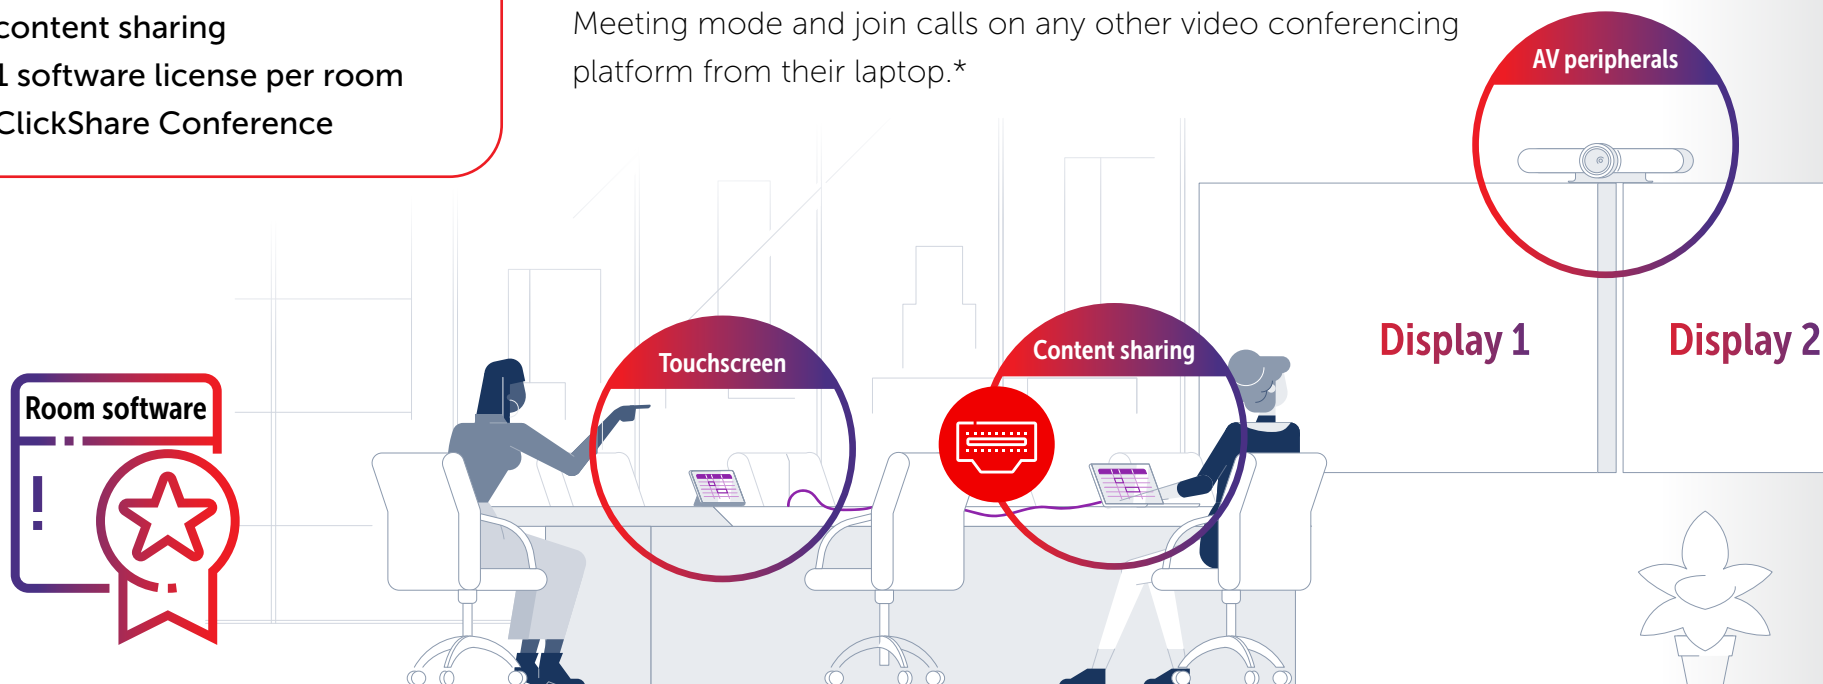 content sharing
1 software license per room
ClickShare Conference
Meeting mode and join calls on any other video conferencing
platform from their laptop.*
AV peripherals
Display 1
Display 2
Touchscreen
Content sharing
Room software